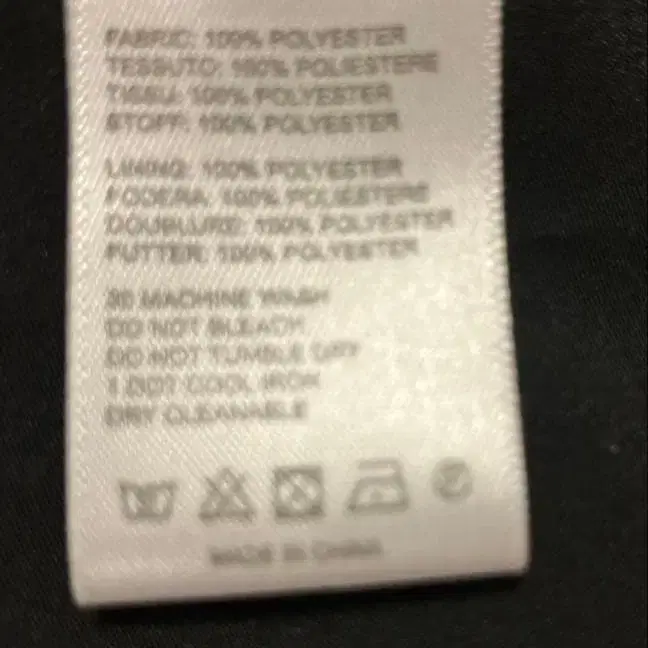 FABRIC: 100% POLYESTER
TESSUTO: 100% POLIESTERE
TISSU: 100% POLYESTER
STOFF: 100% POLYESTER
LINING: 100% POLYESTER
FODERA: 100% POLIESTERE
DOUBLURE: 100% POLYESTER
FUTTER: 100% POLYESTER
30 MACHINE WASH
DO NOT BLEACH
DO NOT TUMBLE DRY
1 DOT COOL IRON
DRY CLEANABLE
MADE IN CHINA